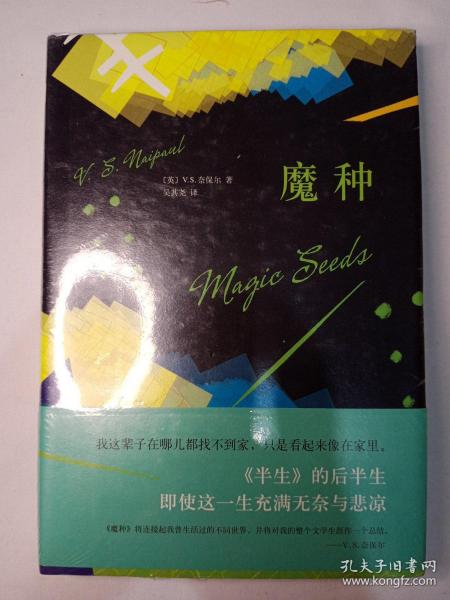 V. S. Naipaul
〔英〕V.S.奈保尔 著
吴其尧 译
魔种
Magic Seeds
我这辈子在哪儿都找不到家，只是看起来像在家里。
《半生》的后半生
即使这一生充满无奈与悲凉
《魔种》将连接起我曾生活过的不同世界，并将对我的整个文学生涯作一个总结。
——V.S.奈保尔
孔夫子旧书网
www.kongfz.com